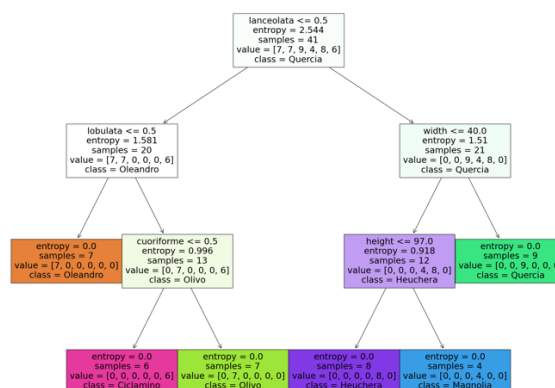 lanceolata <= 0.5
entropy = 2.544
samples = 41
value = [7, 7, 9, 4, 8, 6]
class = Quercia
lobulata <= 0.5
entropy = 1.581
samples = 20
value = [7, 7, 0, 0, 0, 6]
class = Oleandro
width <= 40.0
entropy = 1.51
samples = 21
value = [0, 0, 9, 4, 8, 0]
class = Quercia
entropy = 0.0
samples = 7
value = [7, 0, 0, 0, 0, 0]
class = Oleandro
cuoriforme <= 0.5
entropy = 0.996
samples = 13
value = [0, 7, 0, 0, 0, 6]
class = Olivo
height <= 97.0
entropy = 0.918
samples = 12
value = [0, 0, 0, 4, 8, 0]
class = Heuchera
entropy = 0.0
samples = 9
value = [0, 0, 9, 0, 0, 0
class = Quercia
entropy = 0.0
samples = 6
value = [0, 0, 0, 0, 0, 6]
class = Ciclamino
entropy = 0.0
samples = 7
value = [0, 7, 0, 0, 0, 0]
class = Olivo
entropy = 0.0
samples = 8
value = [0, 0, 0, 0, 8, 0]
class = Heuchera
entropy = 0.0
samples = 4
value = [0, 0, 0, 4, 0, 0]
class = Magnolia